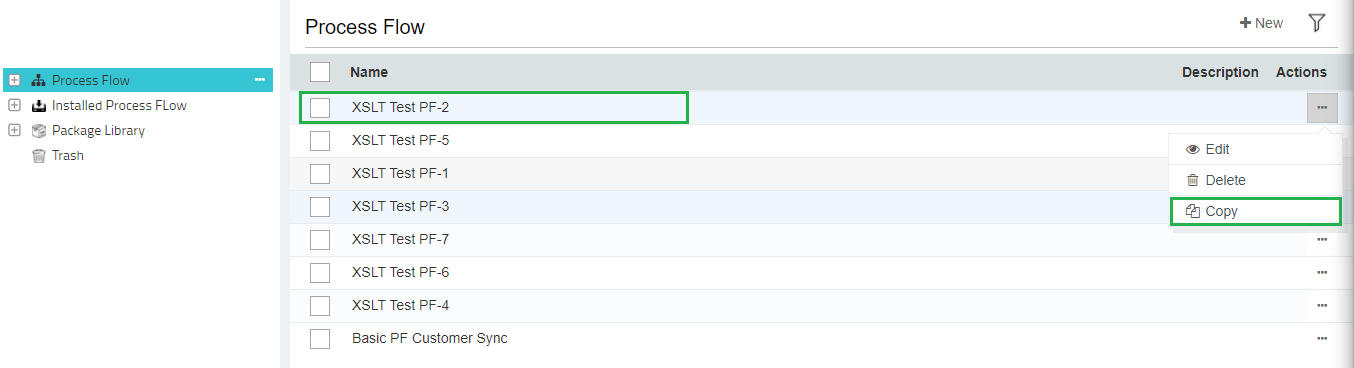 Process Flow
New
Process Flow
Installed Process FLow
Package Library
Trash
Name Description Actions
XSLT Test PF-2
XSLT Test PF-5
XSLT Test PF-1
XSLT Test PF-3
XSLT Test PF-7
XSLT Test PF-6
XSLT Test PF-4
Basic PF Customer Sync
Edit
Delete
Copy